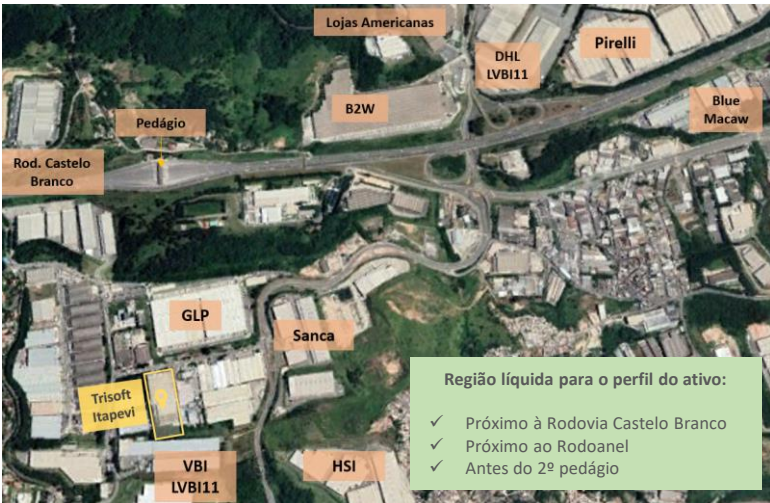 Lojas Americanas
DHL
LVBI11
Pirelli
B2W
Blue
Macaw
Pedágio
Rod. Castelo
Branco
GLP
Sanca
Trisoft
Itapevi
VBI
LVBI11
HSI
Região líquida para o perfil do ativo:
✓ Próximo à Rodovia Castelo Branco
✓ Próximo ao Rodoanel
✓ Antes do 2º pedágio